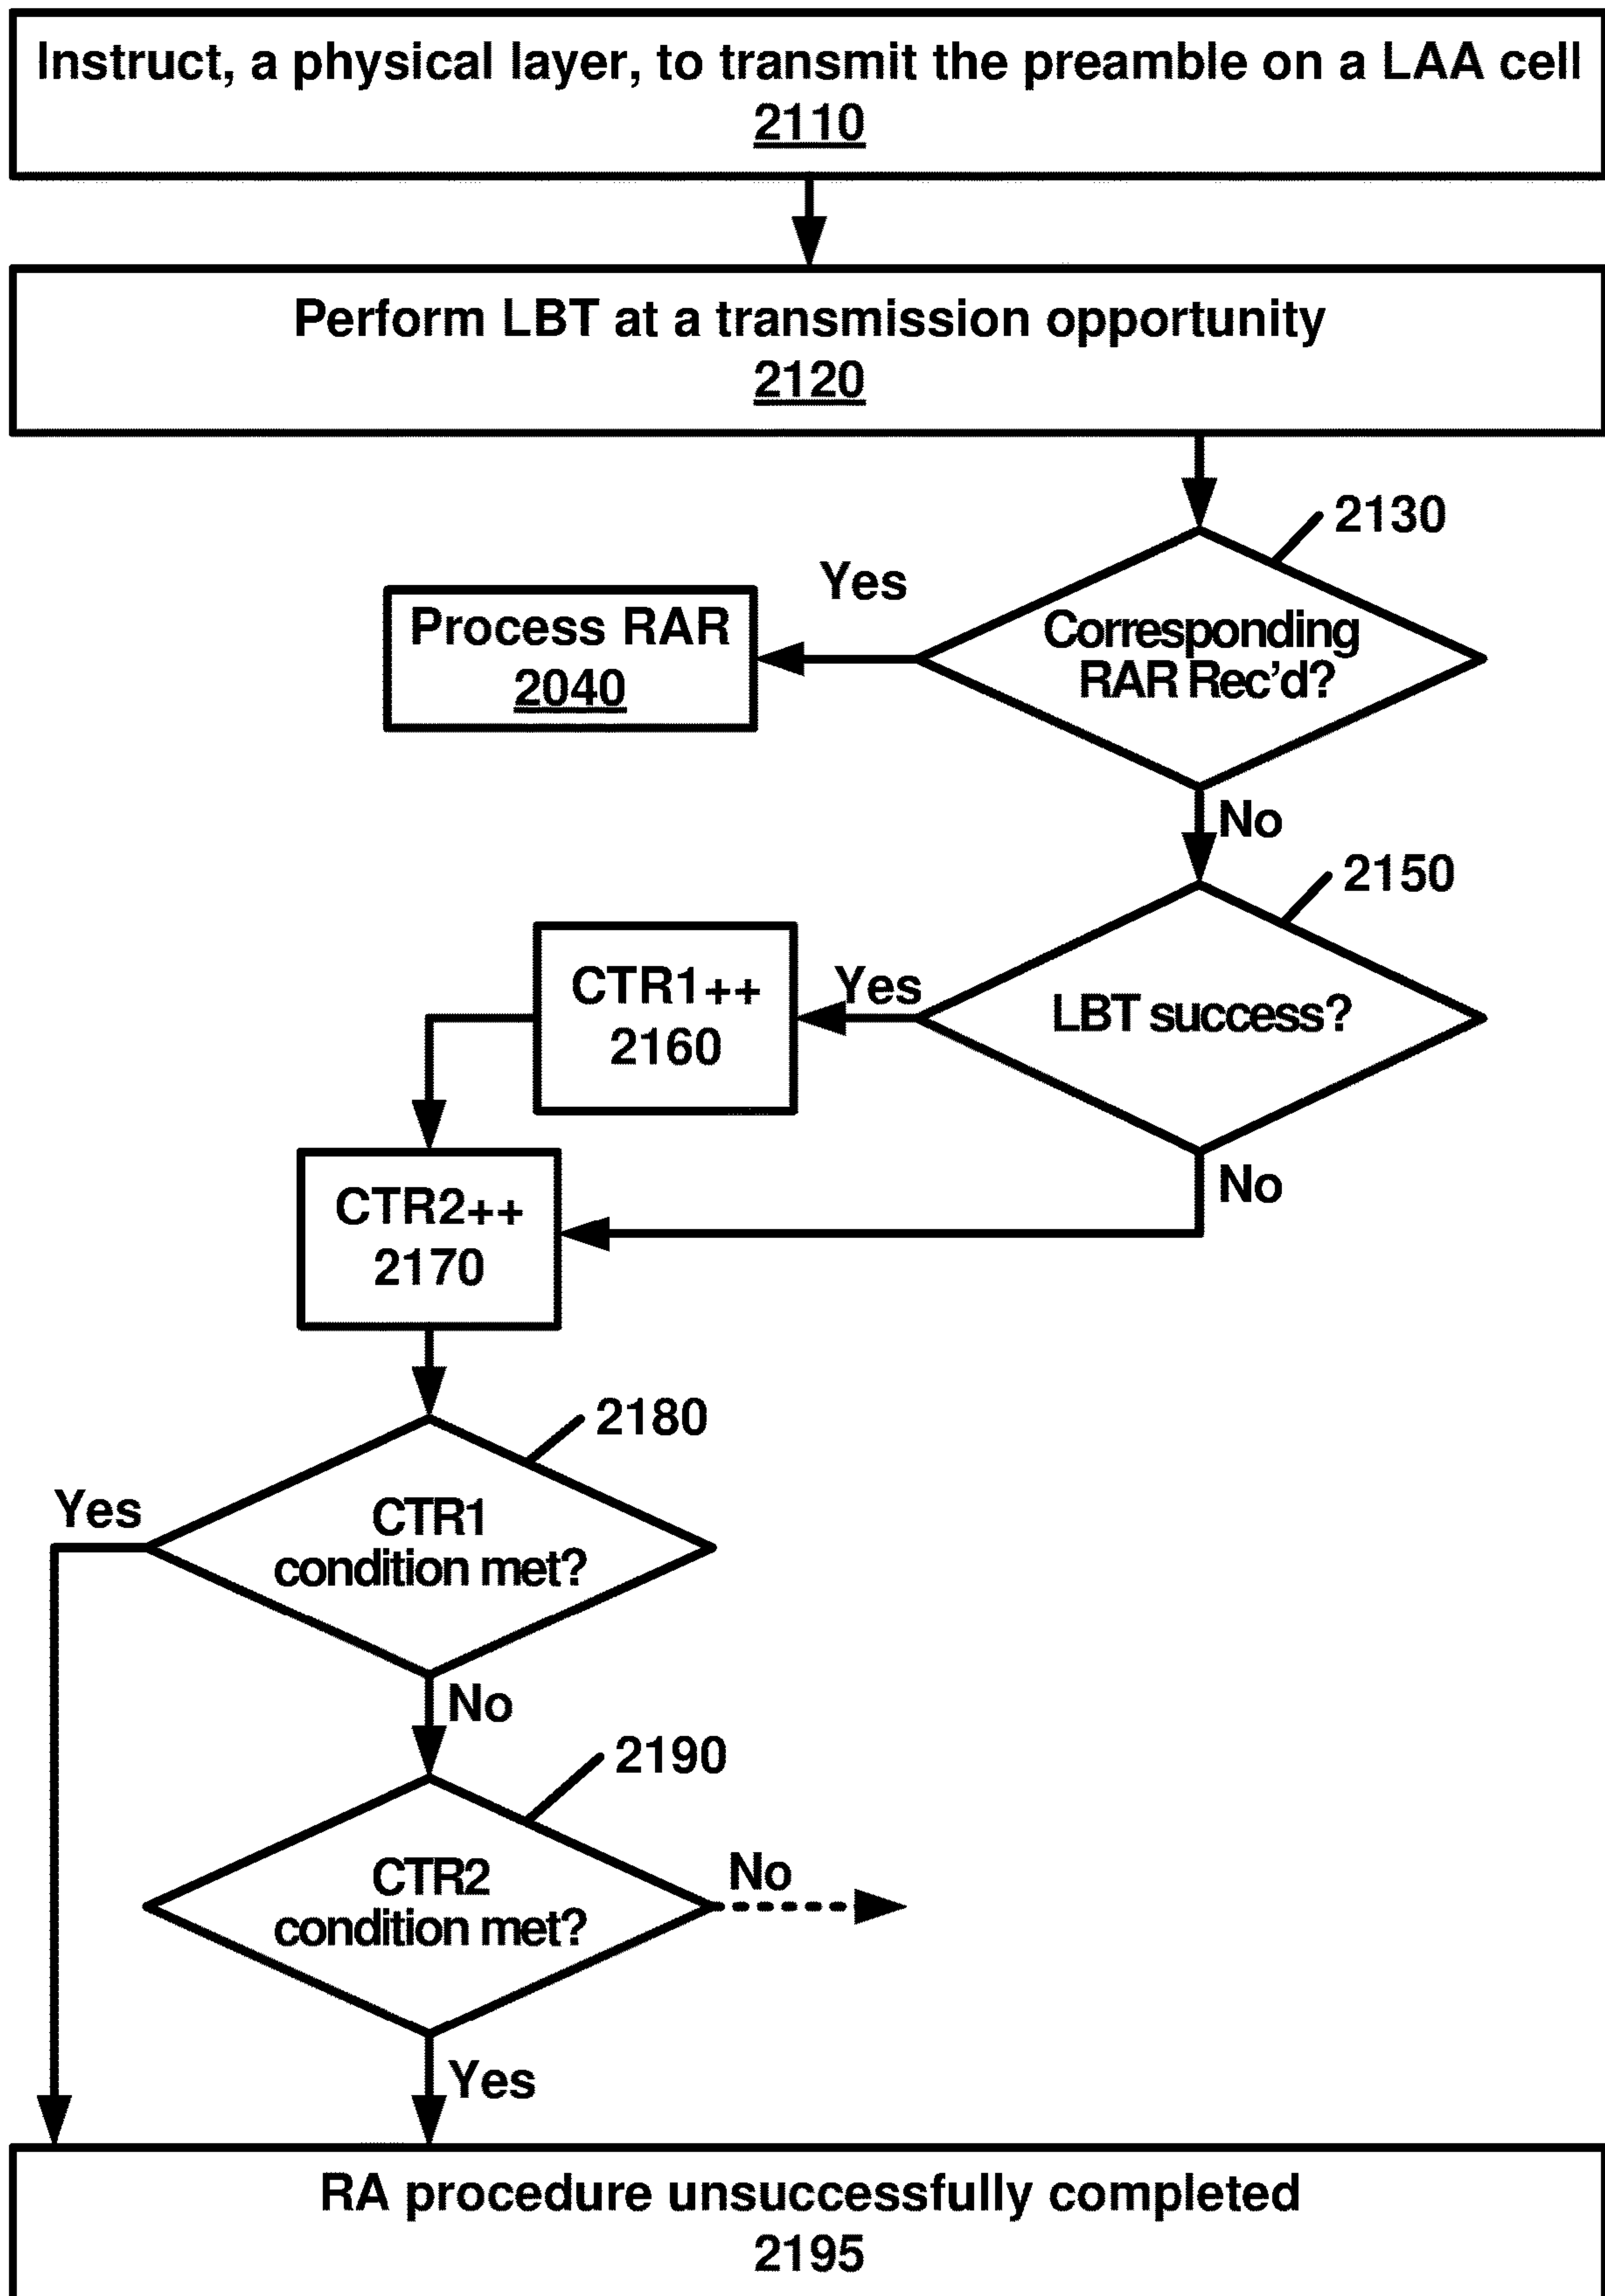 Instruct, a physical layer, to transmit the preamble on a LAA cell
2110
Perform LBT at a transmission opportunity
2120
2130
Yes
Process RAR
2040
Corresponding
RAR Rec'd?
No
2150
CTR1++
2160
Yes
LBT success?
No
CTR2++
2170
2180
Yes
CTR1
condition met?
No
2190
CTR2
condition met?
No
Yes
RA procedure unsuccessfully completed
2195